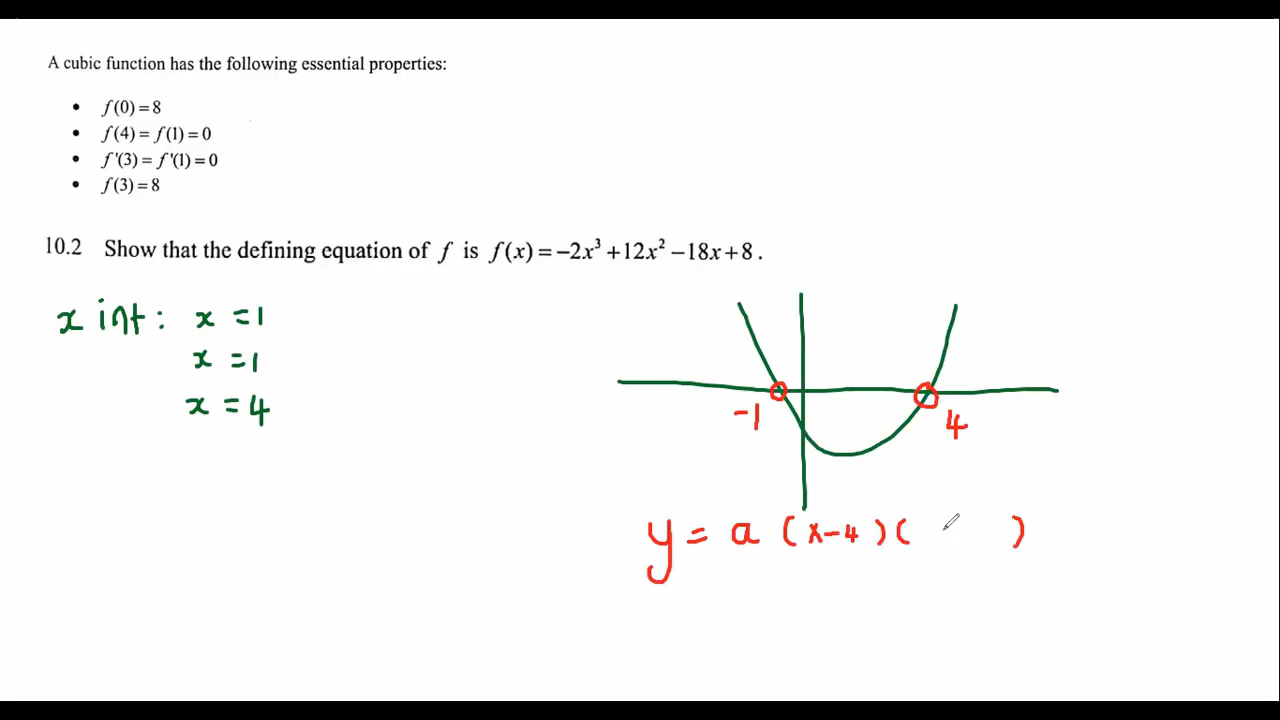 A cubic function has the following essential properties:
• f(0) = 8
• f(4) = f(1) = 0
• f'(3) = f'(1) = 0
• f(3) = 8
10.2 Show that the defining equation of f is f(x) = −2x³ + 12x² − 18x + 8 .
x int : x = 1
x = 1
x = 4
-1
4
y = a (x-4) ( )